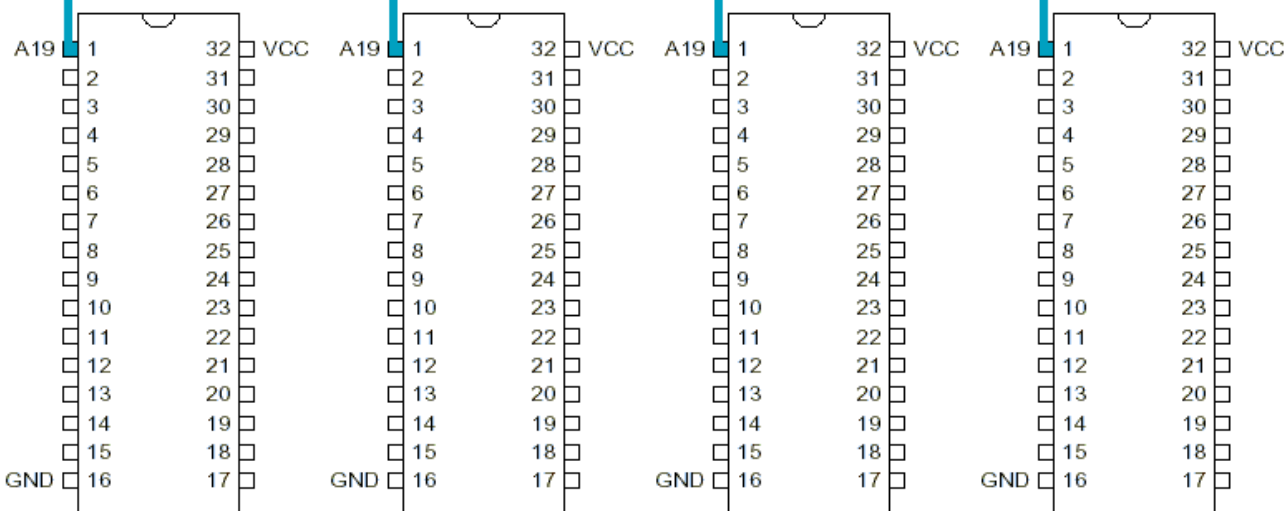 A19 1 32 VCC A19 1 32 VCC A19 1 32 VCC A19 1 32 VCC
2 31 2 31 2 31 2 31
3 30 3 30 3 30 3 30
4 29 4 29 4 29 4 29
5 28 5 28 5 28 5 28
6 27 6 27 6 27 6 27
7 26 7 26 7 26 7 26
8 25 8 25 8 25 8 25
9 24 9 24 9 24 9 24
10 23 10 23 10 23 10 23
11 22 11 22 11 22 11 22
12 21 12 21 12 21 12 21
13 20 13 20 13 20 13 20
14 19 14 19 14 19 14 19
15 18 15 18 15 18 15 18
GND 16 17 GND 16 17 GND 16 17 GND 16 17